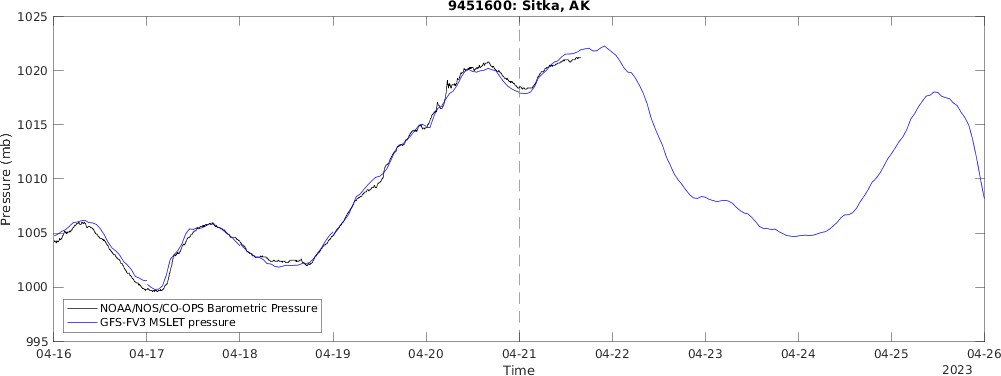 9451600: Sitka, AK
Pressure (mb)
1025
1020
1015
1010
1005
1000
995
NOAA/NOS/CO-OPS Barometric Pressure
GFS-FV3 MSLET pressure
04-16 04-17 04-18 04-19 04-20 04-21 04-22 04-23 04-24 04-25 04-26
Time
2023